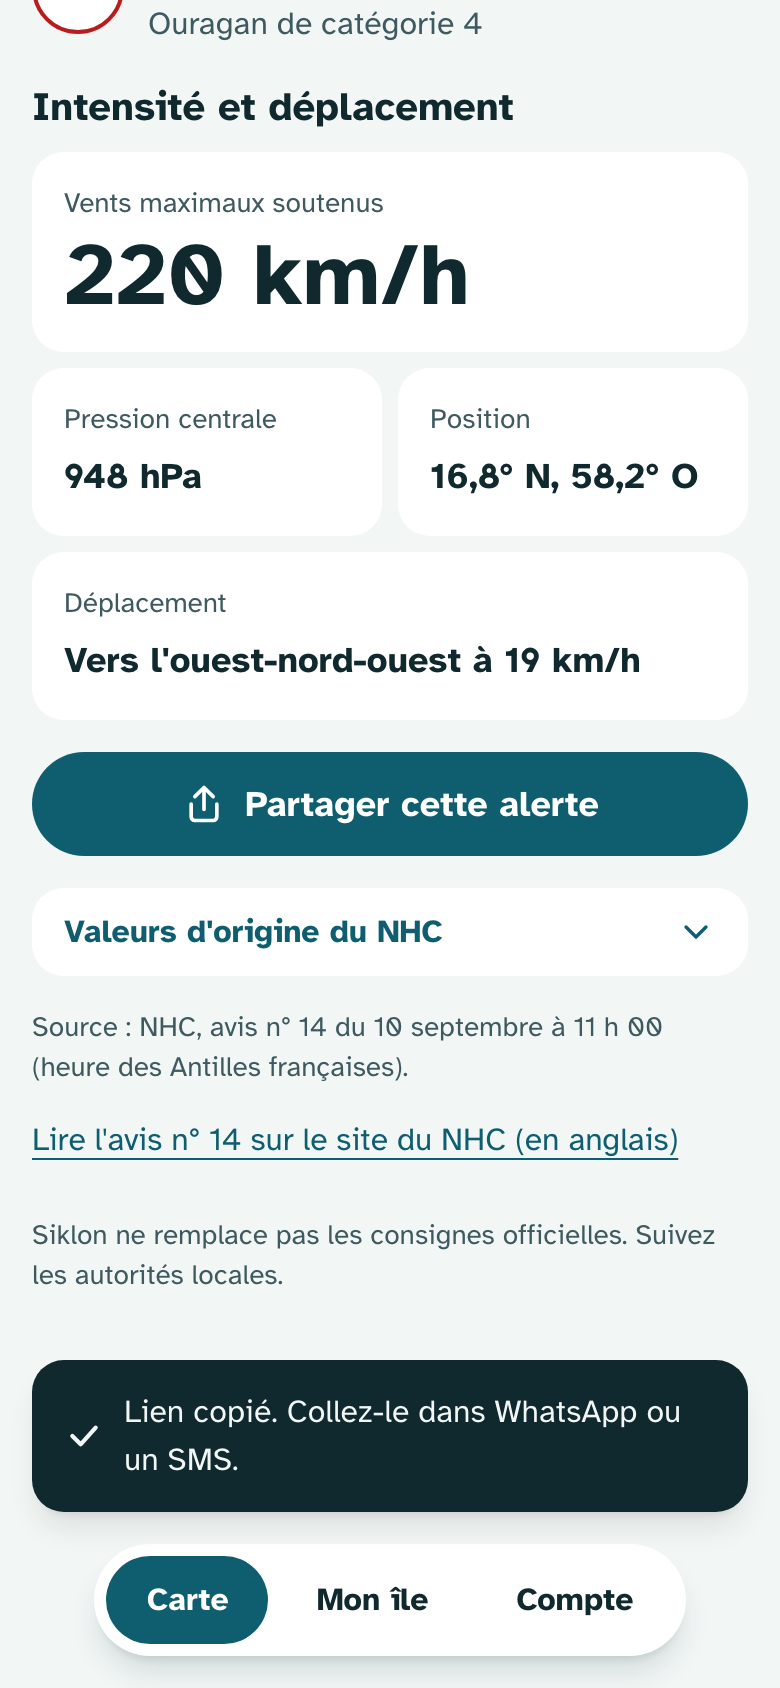 Ouragan de catégorie 4
Intensité et déplacement
Vents maximaux soutenus
220 km/h
Pression centrale
948 hPa
Position
16,8° N, 58,2° O
Déplacement
Vers l'ouest-nord-ouest à 19 km/h
Partager cette alerte
Valeurs d'origine du NHC
Source : NHC, avis n° 14 du 10 septembre à 11 h 00
(heure des Antilles françaises).
Lire l'avis n° 14 sur le site du NHC (en anglais)
Siklon ne remplace pas les consignes officielles. Suivez
les autorités locales.
Lien copié. Collez-le dans WhatsApp ou
un SMS.
Carte
Mon île
Compte